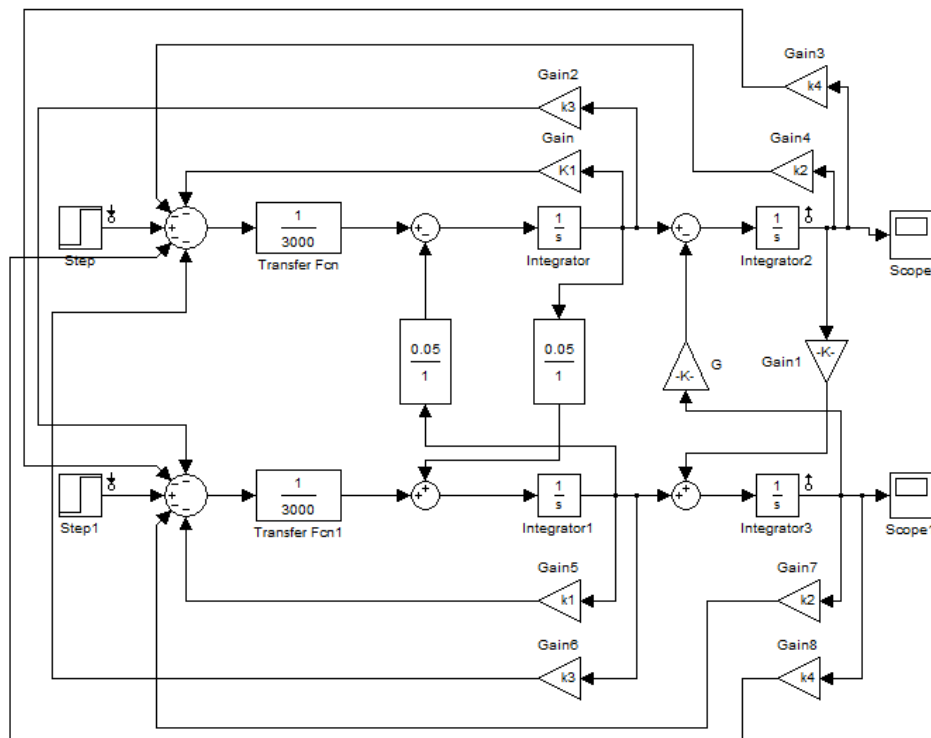 Gain3
k4
Gain2
k3
Gain4
k2
Gain
K1
Step
1
3000
Transfer Fcn
1
s
Integrator
1
s
Integrator2
Scope
0.05
1
0.05
1
-K-
G
-K-
Gain1
Step1
1
3000
Transfer Fcn1
1
s
Integrator1
1
s
Integrator3
Scope1
Gain5
k1
Gain7
k2
Gain6
k3
Gain8
k4